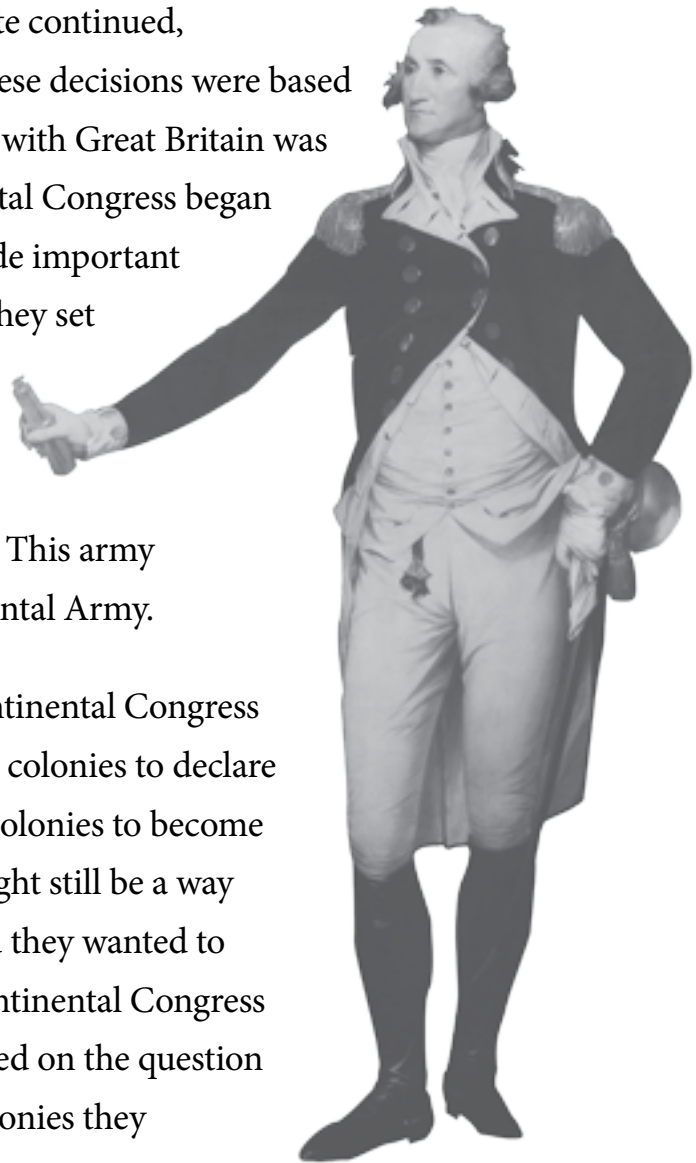 te continued,
ese decisions were based
with Great Britain was
tal Congress began
de important
hey set
This army
ntal Army.
ntinental Congress
colonies to declare
olonies to become
ght still be a way
they wanted to
ntinental Congress
ed on the question
onies they